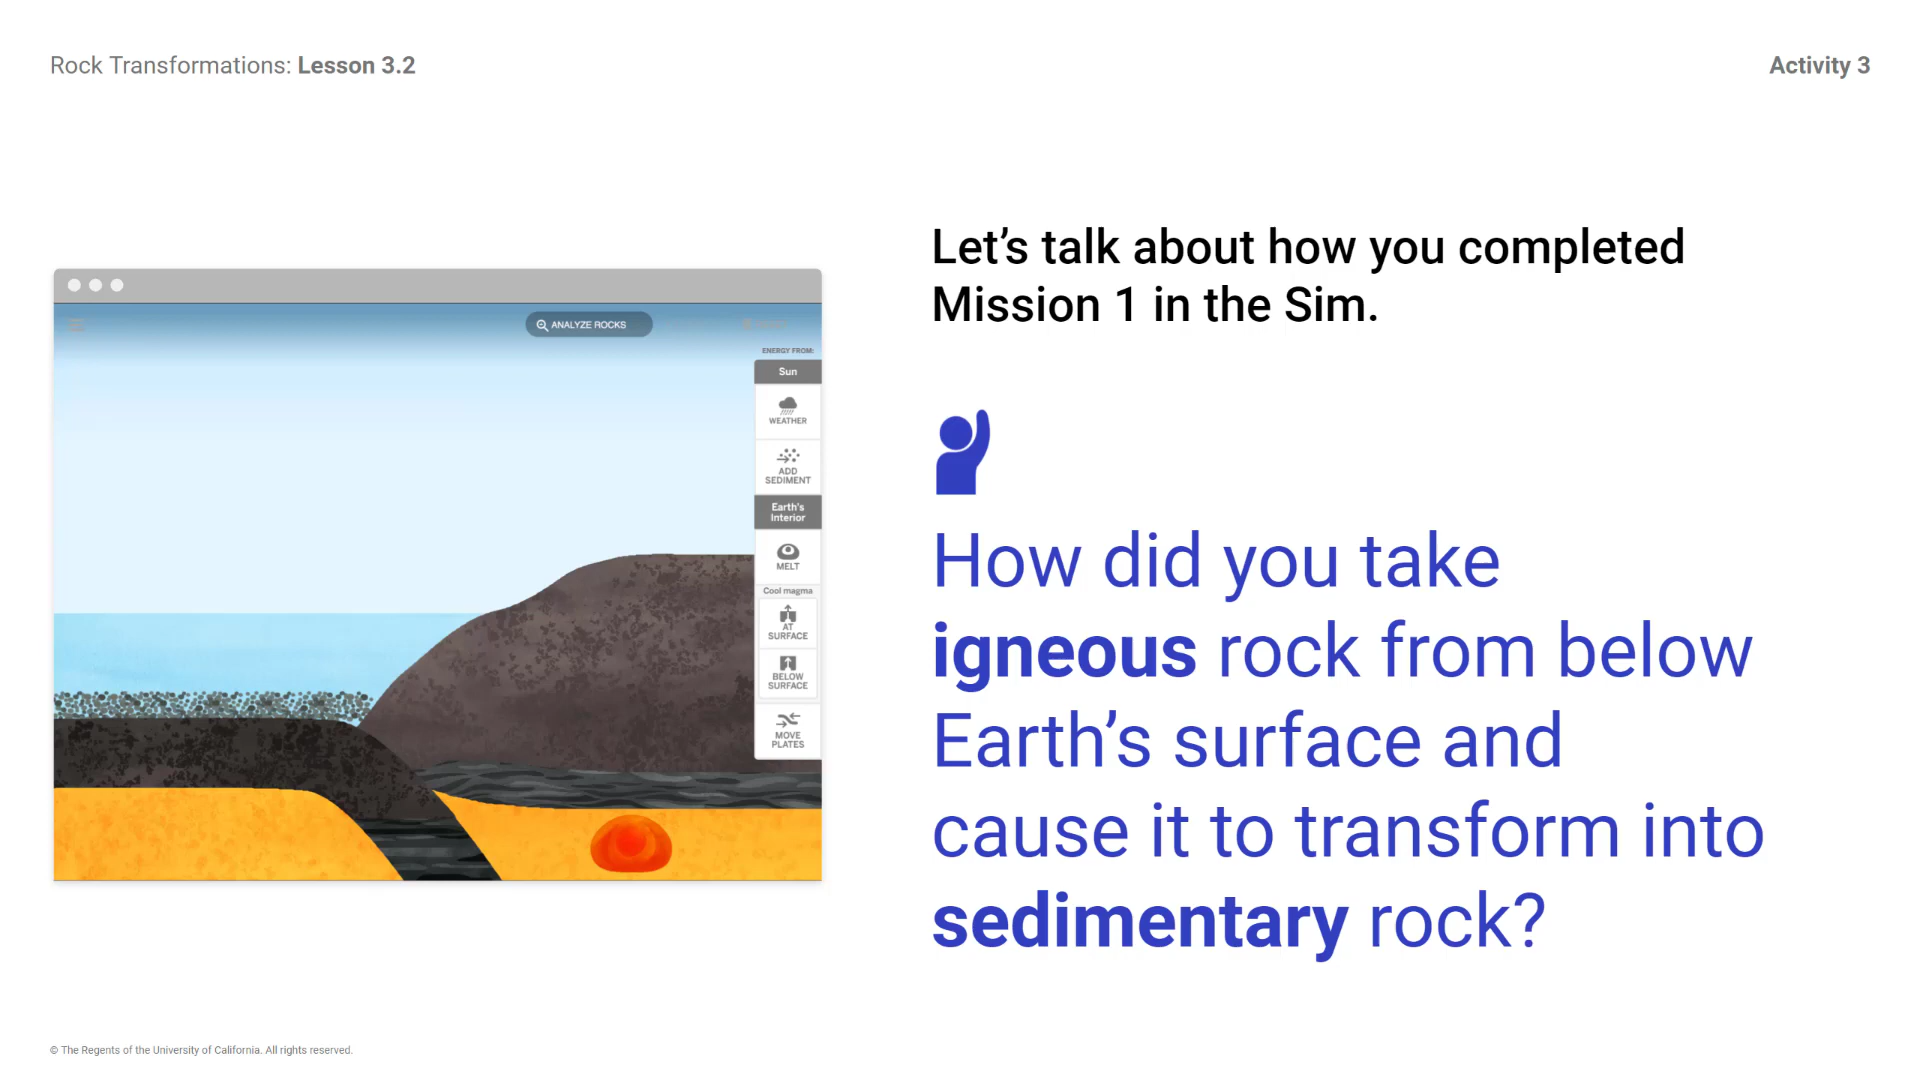 Rock Transformations: Lesson 3.2
Activity 3
Let's talk about how you completed
Mission 1 in the Sim.
ANALYZE ROCKS
ENERGY FROM:
Sun
WEATHER
ADD
SEDIMENT
Earth's
Interior
MELT
Cool magma
AT
SURFACE
BELOW
SURFACE
MOVE
PLATES
How did you take
igneous rock from below
Earth's surface and
cause it to transform into
sedimentary rock?
© The Regents of the University of California. All rights reserved.